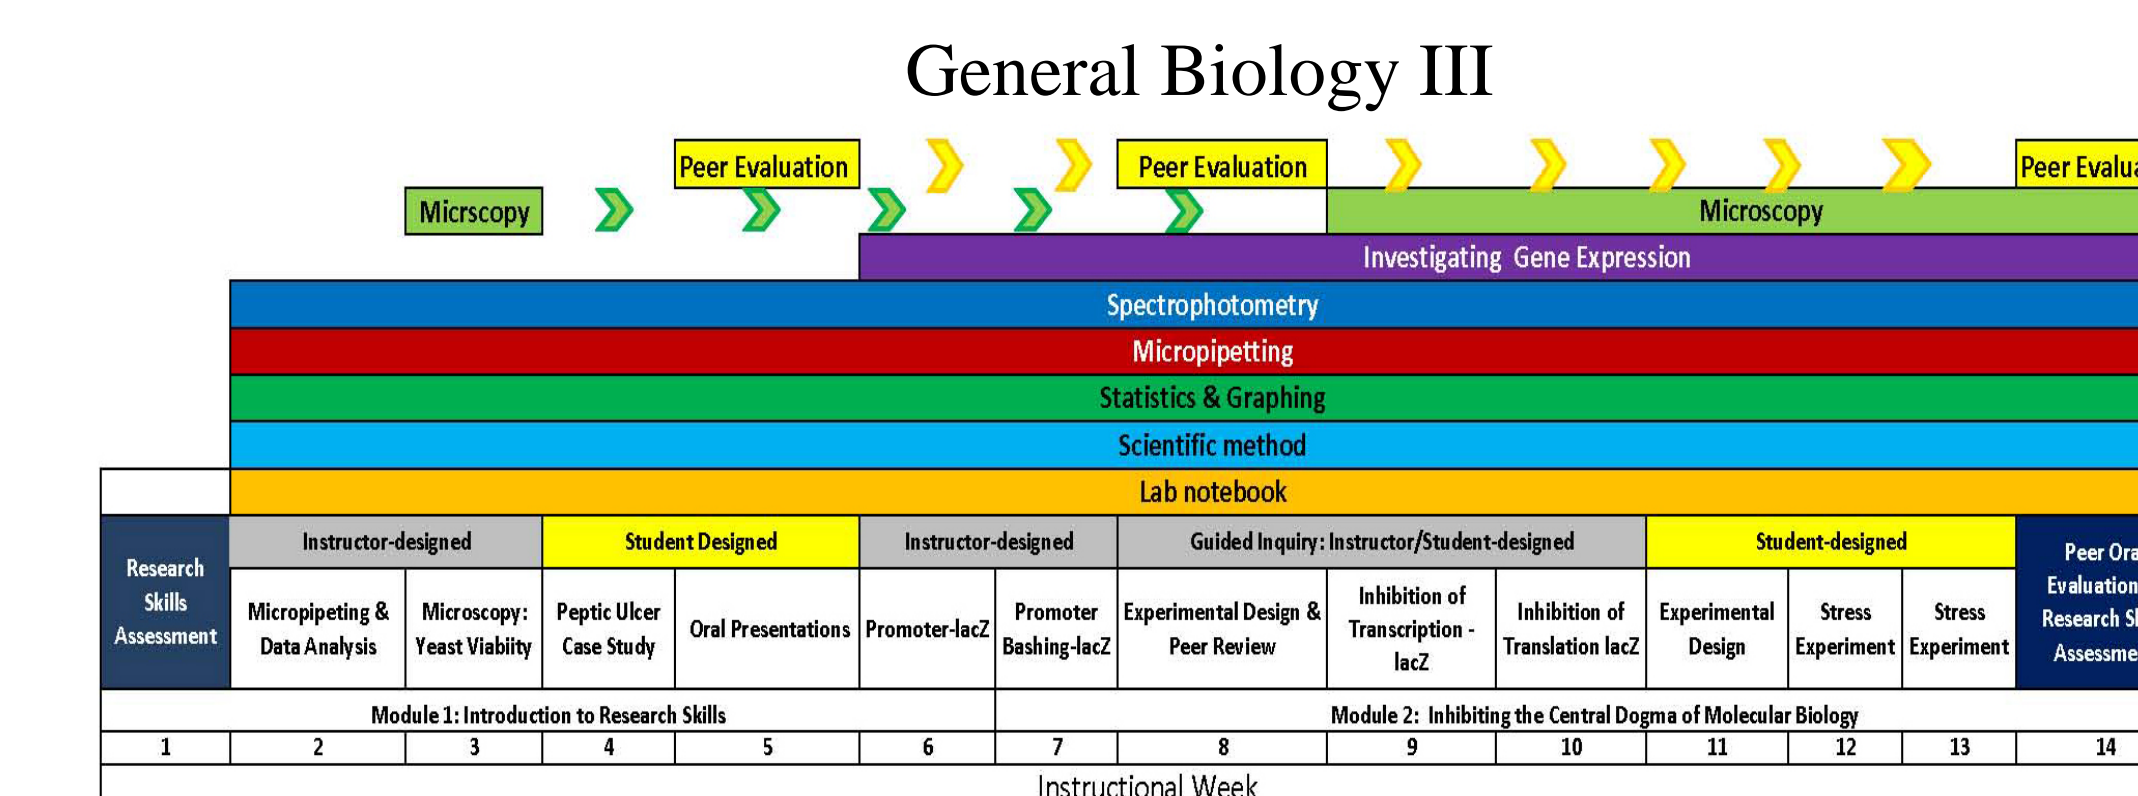 General Biology III
Peer Evaluation
Peer Evaluation
Peer Evalua
Micrscopy
Microscopy
Investigating Gene Expression
Spectrophotometry
Micropipetting
Statistics & Graphing
Scientific method
Lab notebook
Research
Skills
Assessment
Instructor-designed
Student Designed
Instructor-designed
Guided Inquiry: Instructor/Student-designed
Student-designed
Micropipeting &
Data Analysis
Microscopy:
Yeast Viabiity
Peptic Ulcer
Case Study
Oral Presentations
Promoter-lacZ
Promoter
Bashing-lacZ
Experimental Design &
Peer Review
Inhibition of
Transcription -
lacZ
Inhibition of
Translation lacZ
Experimental
Design
Stress
Experiment
Stress
Experiment
Peer Ora
Evaluation
Research Sk
Assessme
Module 1: Introduction to Research Skills
Module 2: Inhibiting the Central Dogma of Molecular Biology
1 2 3 4 5 6 7 8 9 10 11 12 13 14
Instructional Week